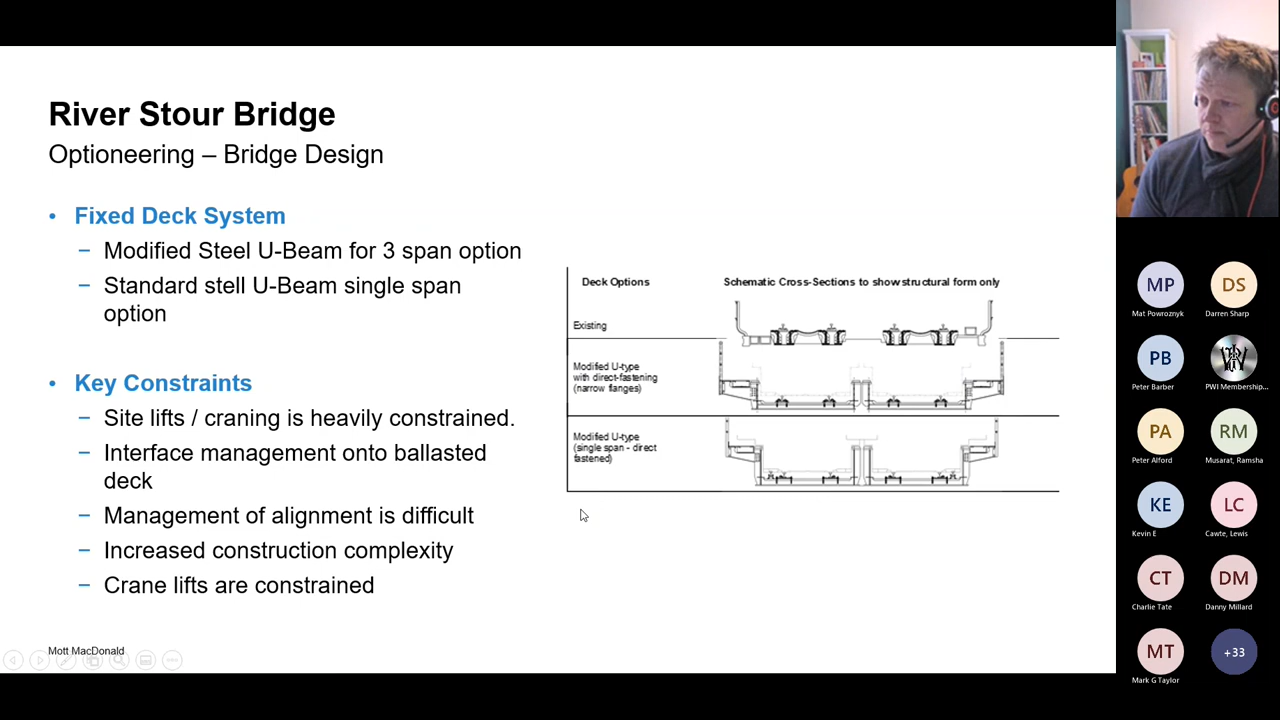 River Stour Bridge
Optioneering – Bridge Design
• Fixed Deck System
– Modified Steel U-Beam for 3 span option
– Standard stell U-Beam single span
option
• Key Constraints
– Site lifts / craning is heavily constrained.
– Interface management onto ballasted
deck
– Management of alignment is difficult
– Increased construction complexity
– Crane lifts are constrained
Mott MacDonald
Deck Options
Schematic Cross-Sections to show structural form only
Existing
Modified U-type
with direct-fastening
(narrow flanges)
Modified U-type
(single span - direct
fastened)
MP
Mat Powroznyk
DS
Darren Sharp
PB
Peter Barber
PWI Membership...
PA
Peter Alford
RM
Musarat, Ramsha
KE
Kevin E
LC
Cawte, Lewis
CT
Charlie Tate
DM
Danny Millard
MT
Mark G Taylor
+33